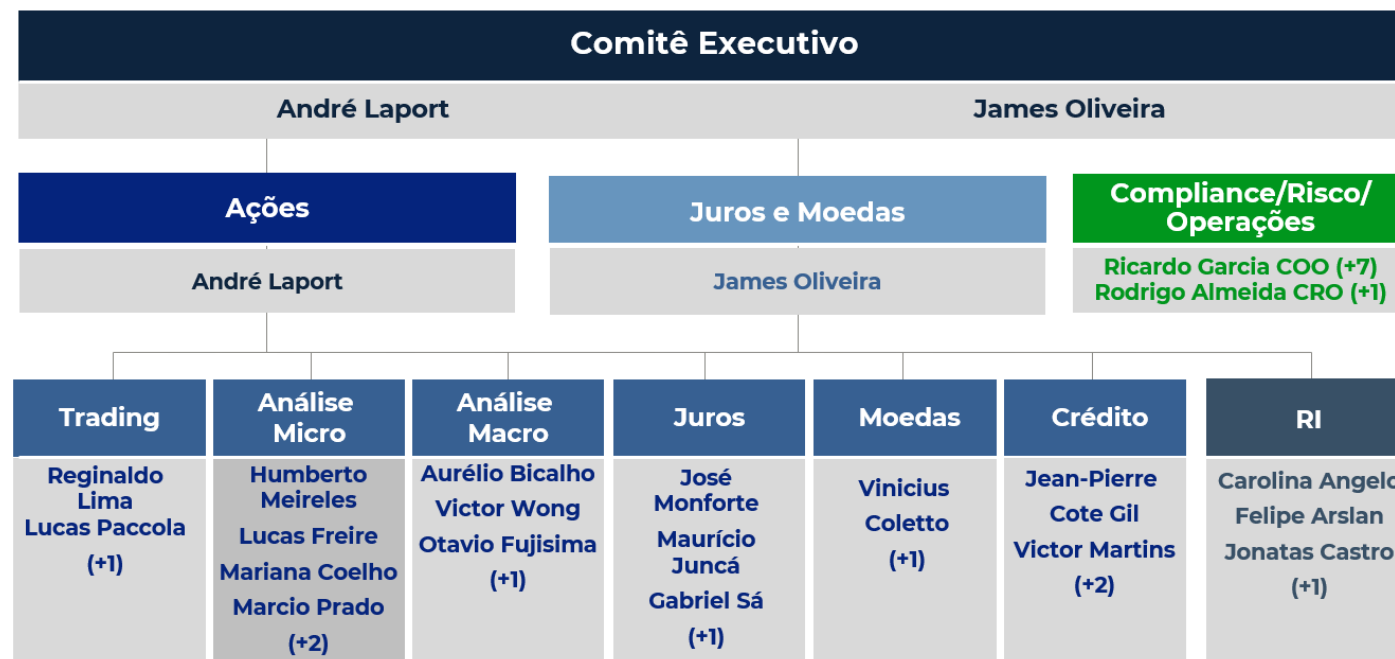 Comitê Executivo
André Laport
James Oliveira
Ações
Juros e Moedas
Compliance/Risco/
Operações
André Laport
James Oliveira
Ricardo Garcia COO (+7)
Rodrigo Almeida CRO (+1)
Trading
Reginaldo
Lima
Lucas Paccola
(+1)
Análise
Micro
Humberto
Meireles
Lucas Freire
Mariana Coelho
Marcio Prado
(+2)
Análise
Macro
Aurélio Bicalho
Victor Wong
Otavio Fujisima
(+1)
Juros
José
Monforte
Maurício
Juncá
Gabriel Sá
(+1)
Moedas
Vinicius
Coletto
(+1)
Crédito
Jean-Pierre
Cote Gil
Victor Martins
(+2)
RI
Carolina Angelo
Felipe Arslan
Jonatas Castro
(+1)